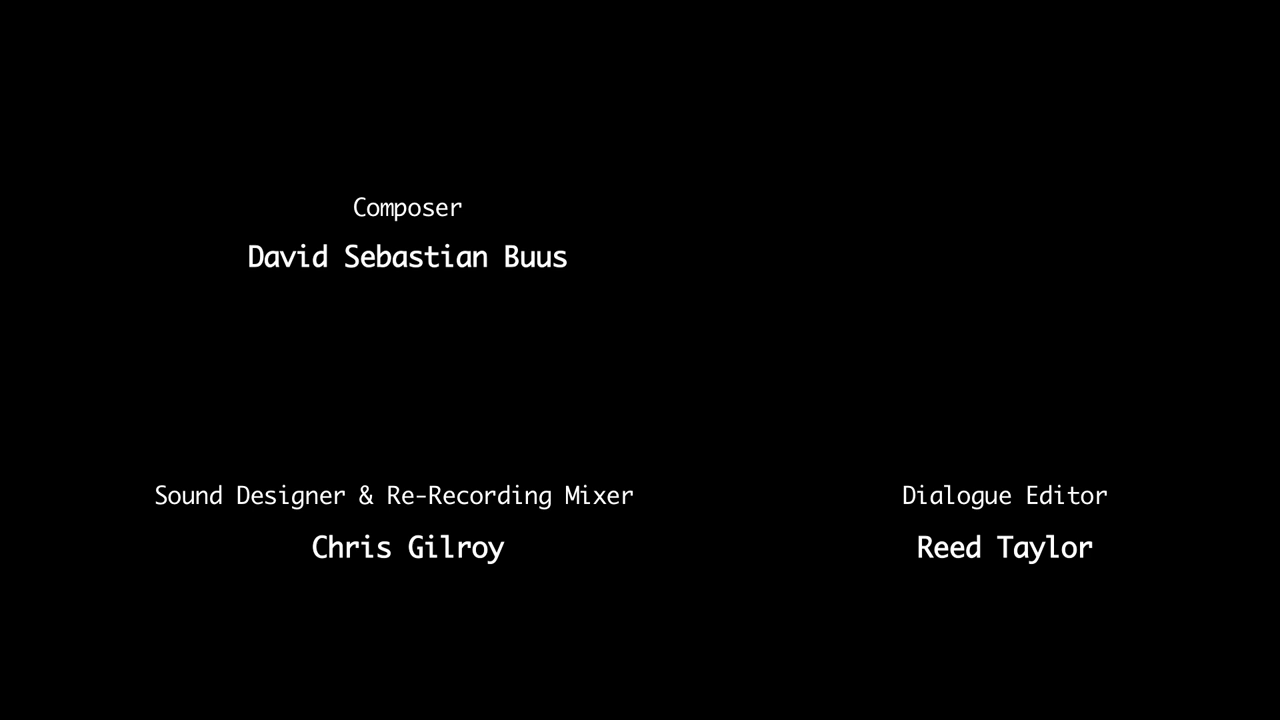 Composer
David Sebastian Buus
Sound Designer & Re-Recording Mixer
Chris Gilroy
Dialogue Editor
Reed Taylor